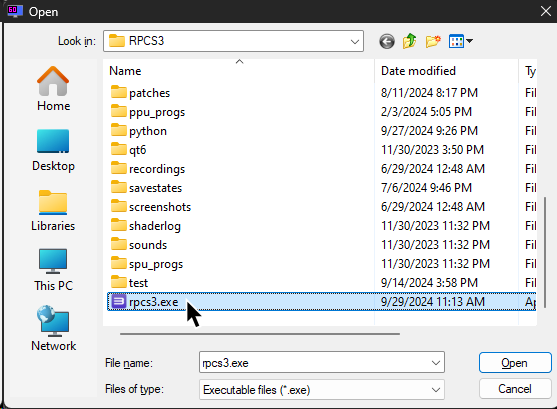 Open
Look in: RPCS3
Name Date modified Ty
patches 8/11/2024 8:17 PM Fil
ppu_progs 2/3/2024 5:05 PM Fil
python 9/27/2024 9:26 PM Fil
qt6 11/30/2023 3:50 PM Fil
recordings 6/29/2024 12:48 AM Fil
savestates 7/6/2024 9:46 PM Fil
screenshots 6/29/2024 12:48 AM Fil
shaderlog 11/30/2023 11:32 PM Fil
sounds 11/30/2023 11:32 PM Fil
spu_progs 11/30/2023 11:32 PM Fil
test 9/14/2024 3:58 PM Fil
rpcs3.exe 9/29/2024 11:13 AM Ap
Home
Desktop
Libraries
This PC
Network
File name: rpcs3.exe Open
Files of type: Executable files (*.exe) Cancel